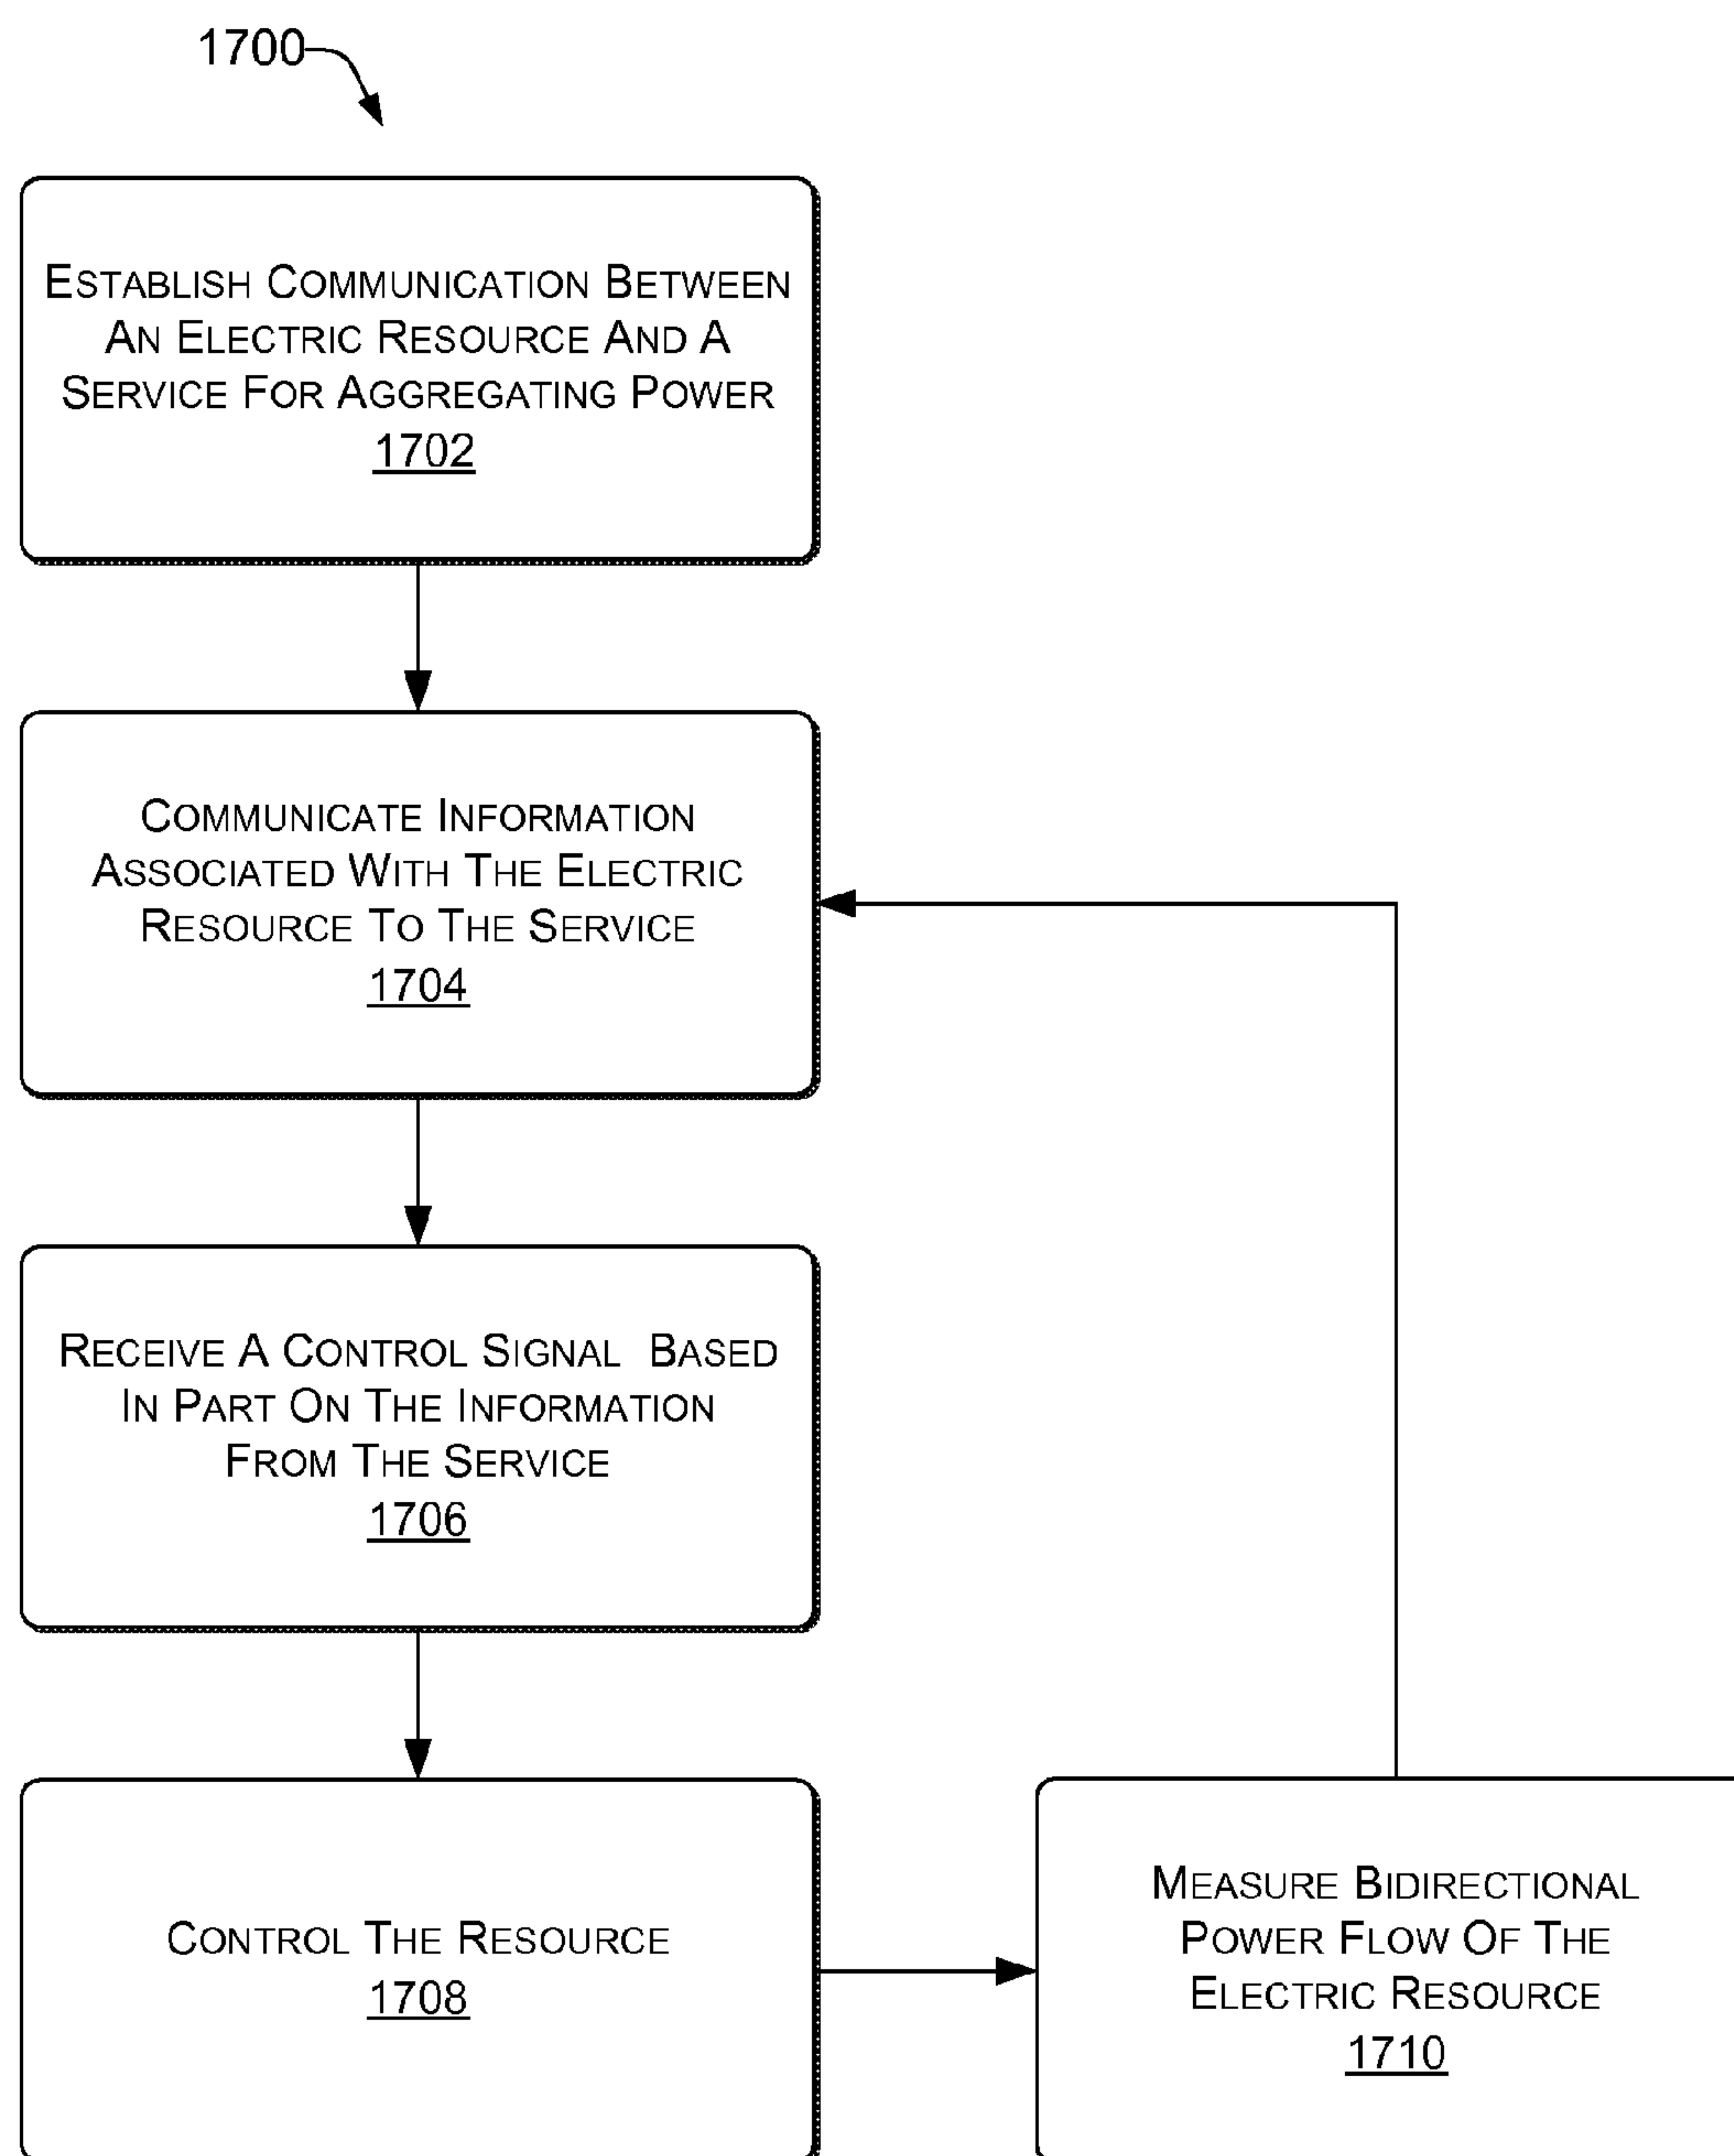 1700
ESTABLISH COMMUNICATION BETWEEN
AN ELECTRIC RESOURCE AND A
SERVICE FOR AGGREGATING POWER
1702
COMMUNICATE INFORMATION
ASSOCIATED WITH THE ELECTRIC
RESOURCE TO THE SERVICE
1704
RECEIVE A CONTROL SIGNAL BASED
IN PART ON THE INFORMATION
FROM THE SERVICE
1706
CONTROL THE RESOURCE
1708
MEASURE BIDIRECTIONAL
POWER FLOW OF THE
ELECTRIC RESOURCE
1710